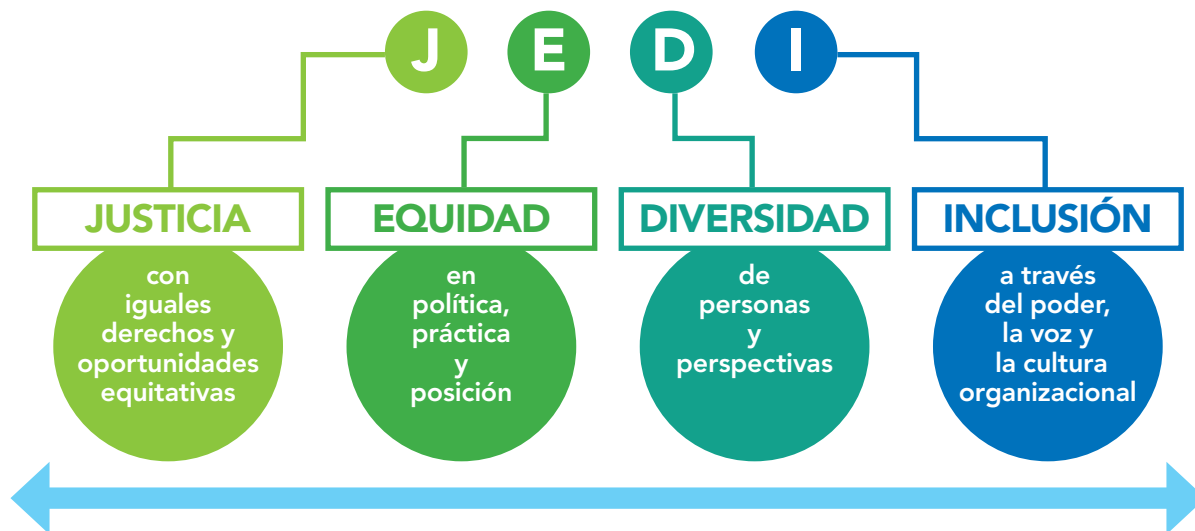 J E D I
JUSTICIA
con
iguales
derechos y
oportunidades
equitativas
EQUIDAD
en
política,
práctica
y
posición
DIVERSIDAD
de
personas
y
perspectivas
INCLUSIÓN
a través
del poder,
la voz y
la cultura
organizacional